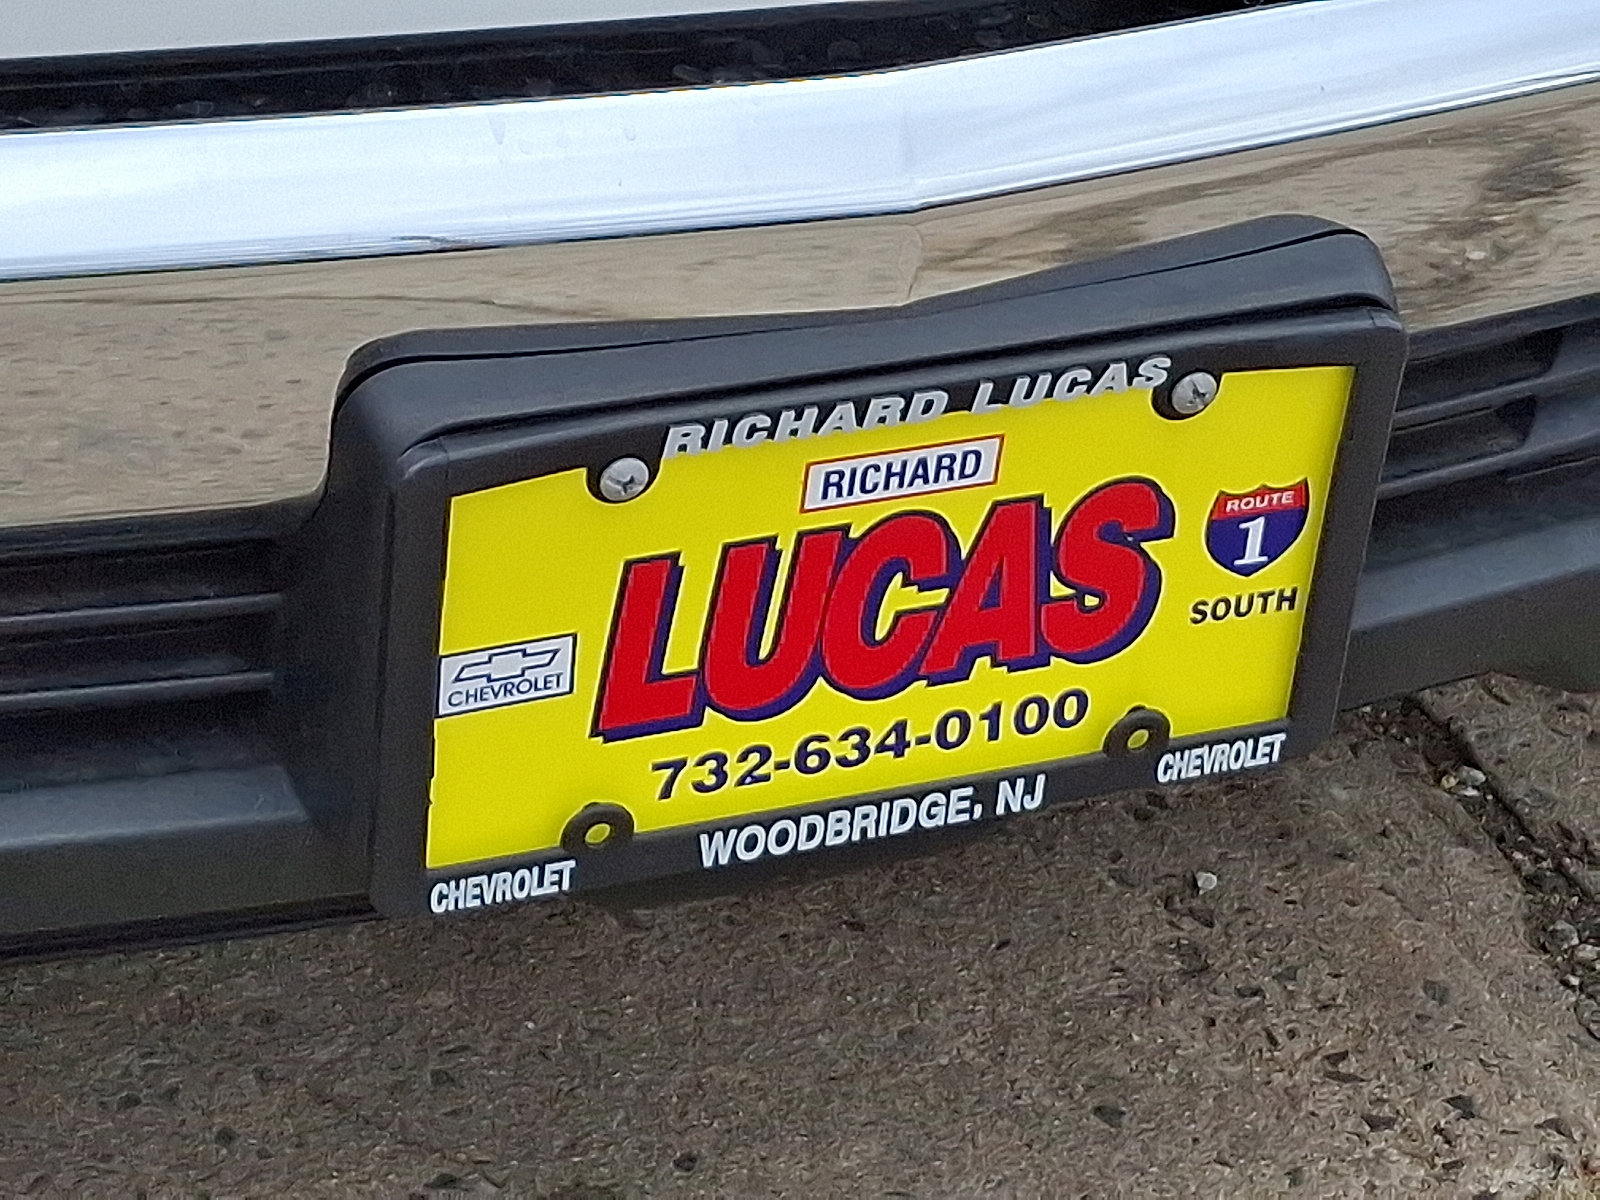 RICHARD LUCAS
RICHARD
LUCAS
ROUTE
1
SOUTH
CHEVROLET
732-634-0100
WOODBRIDGE, NJ
CHEVROLET
CHEVROLET